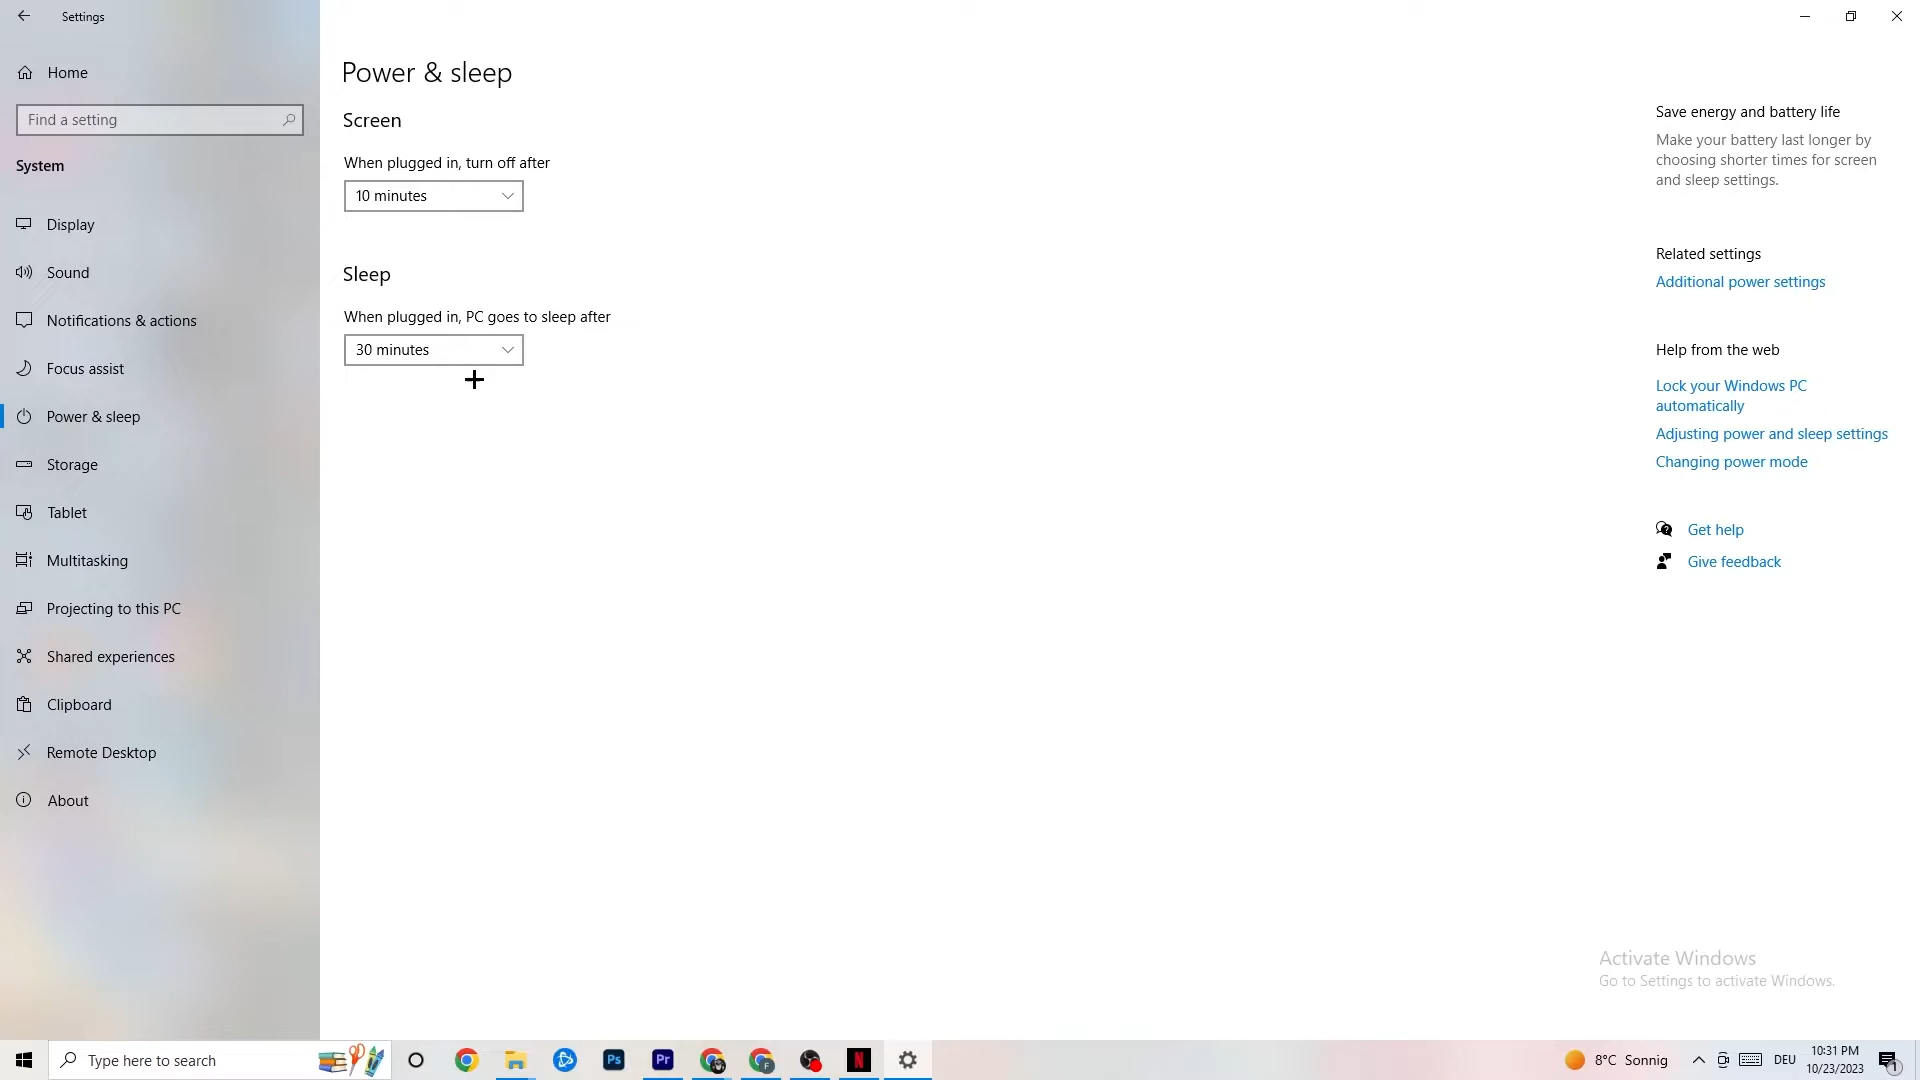 Settings
Home
Find a setting
System
Display
Sound
Notifications & actions
Focus assist
Power & sleep
Storage
Tablet
Multitasking
Projecting to this PC
Shared experiences
Clipboard
Remote Desktop
About
Power & sleep
Screen
When plugged in, turn off after
10 minutes
Sleep
When plugged in, PC goes to sleep after
30 minutes
Save energy and battery life
Make your battery last longer by
choosing shorter times for screen
and sleep settings.
Related settings
Additional power settings
Help from the web
Lock your Windows PC
automatically
Adjusting power and sleep settings
Changing power mode
Get help
Give feedback
Activate Windows
Go to Settings to activate Windows.
Type here to search
Ps
Pr
F
N
8°C Sonnig
DEU
10:31 PM
10/23/2023
1